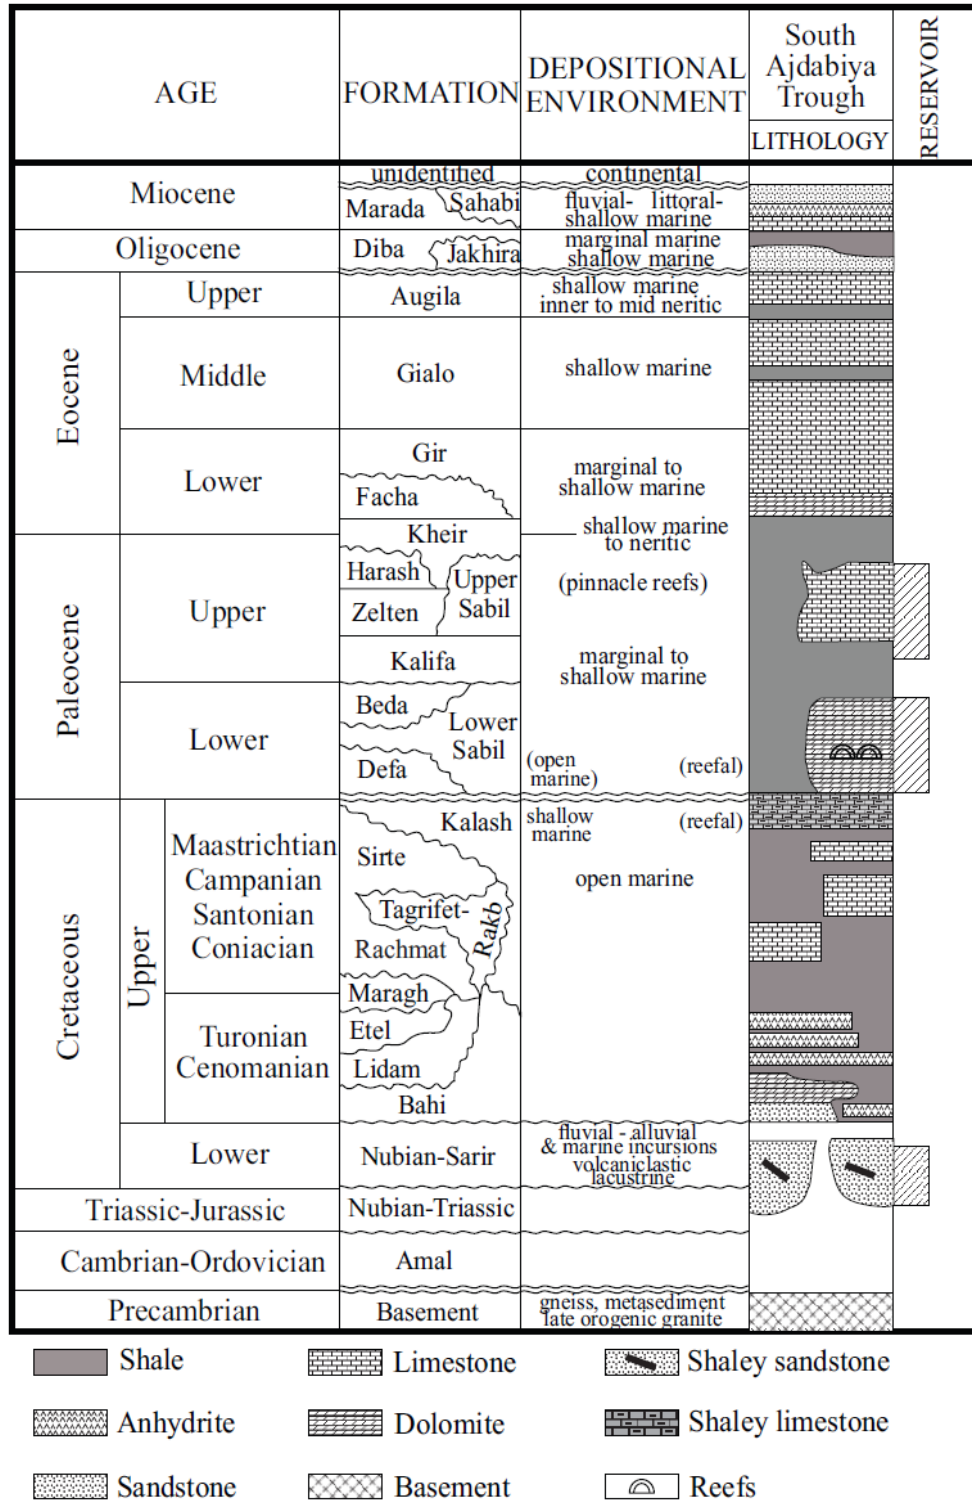 AGE
FORMATION
DEPOSITIONAL
ENVIRONMENT
South
Ajdabiya
Trough
LITHOLOGY
RESERVOIR
Miocene
unidentified
continental
Marada
Sahabi
fluvial- littoral-
shallow marine
Oligocene
Diba
Jakhira
marginal marine
shallow marine
Eocene
Upper
Augila
shallow marine
inner to mid neritic
Middle
Gialo
shallow marine
Lower
Gir
Facha
marginal to
shallow marine
Kheir
shallow marine
to neritic
Paleocene
Upper
Harash
Upper
Sabil
Zelten
(pinnacle reefs)
Kalifa
marginal to
shallow marine
Lower
Beda
Lower
Sabil
Defa
(open
marine)
(reefal)
Cretaceous
Upper
Maastrichtian
Campanian
Santonian
Coniacian
Kalash
shallow
marine
(reefal)
Sirte
open marine
Tagrifet-
Rakb
Rachmat
Maragh
Turonian
Cenomanian
Etel
Lidam
Bahi
Lower
Nubian-Sarir
fluvial - alluvial
& marine incursions
volcaniclastic
lacustrine
Triassic-Jurassic
Nubian-Triassic
Cambrian-Ordovician
Amal
Precambrian
Basement
gneiss, metasediment
late orogenic granite
Shale
Limestone
Shaley sandstone
Anhydrite
Dolomite
Shaley limestone
Sandstone
Basement
Reefs